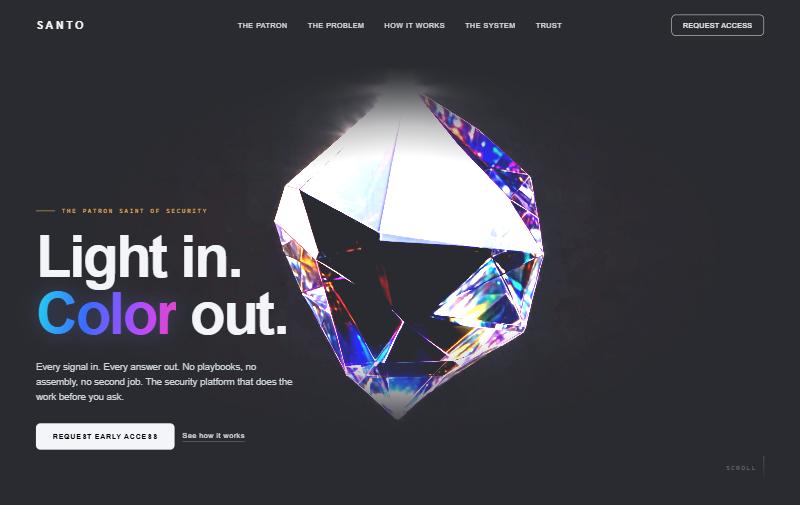 SANTO
THE PATRON
THE PROBLEM
HOW IT WORKS
THE SYSTEM
TRUST
REQUEST ACCESS
THE PATRON SAINT OF SECURITY
Light in.
Color out.
Every signal in. Every answer out. No playbooks, no
assembly, no second job. The security platform that does the
work before you ask.
REQUEST EARLY ACCESS
See how it works
SCROLL